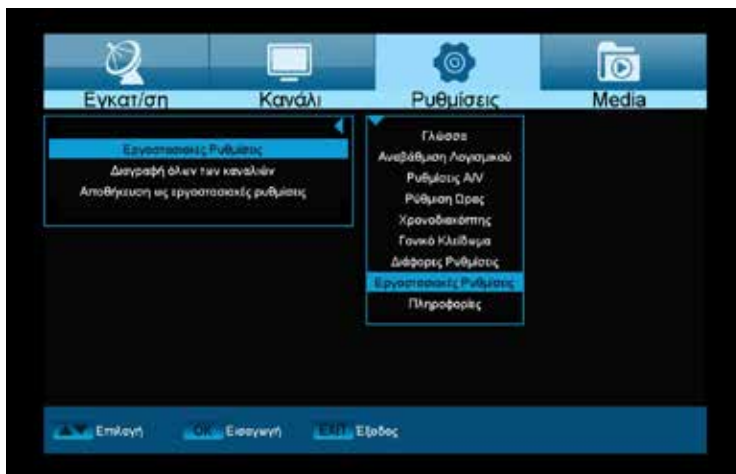 Εγκατ/ση
Κανάλι
Ρυθμίσεις
Media
Εργοστασιακές Ρυθμίσεις
Διαγραφή όλων των καναλιών
Αποθήκευση ως εργοστασιακές ρυθμίσεις
Γλώσσα
Αναβάθμιση Λογισμικού
Ρυθμίσεις A/V
Ρύθμιση Ώρας
Χρονοδιακόπτης
Γονικό Κλείδωμα
Διάφορες Ρυθμίσεις
Εργοστασιακές Ρυθμίσεις
Πληροφορίες
Επιλογή
OK Εισαγωγή
EXIT Έξοδος